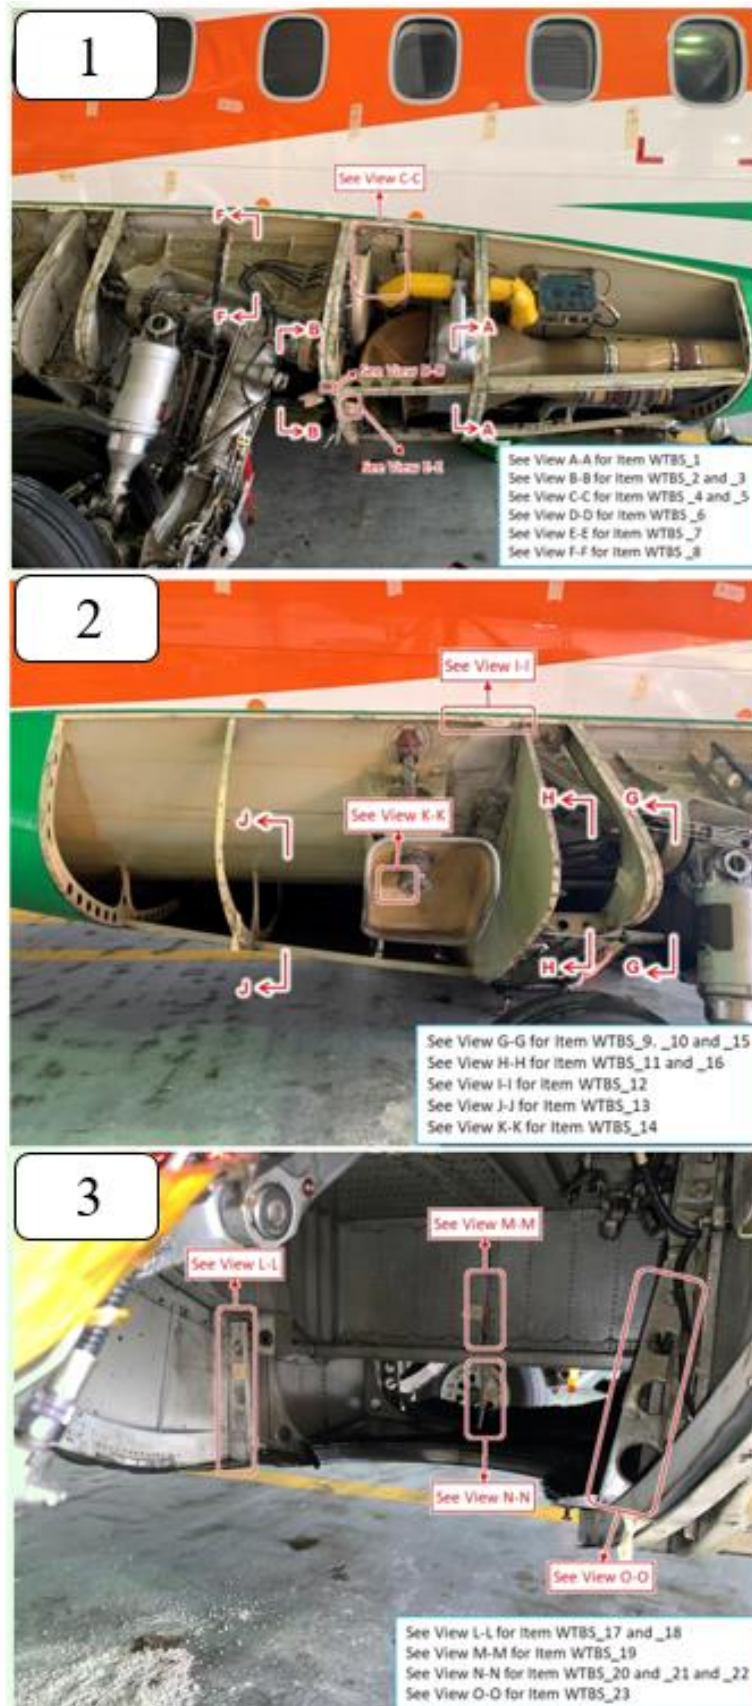 1
See View C-C
F
F
B
A
See View D-D
B
A
See View E-E
See View A-A for Item WTBS_1
See View B-B for Item WTBS_2 and _3
See View C-C for Item WTBS _4 and _5
See View D-D for Item WTBS _6
See View E-E for Item WTBS _7
See View F-F for Item WTBS _8
2
See View I-I
H
G
J
See View K-K
H
G
J
See View G-G for Item WTBS_9. _10 and _15
See View H-H for Item WTBS_11 and _16
See View I-I for Item WTBS_12
See View J-J for Item WTBS_13
See View K-K for Item WTBS_14
3
See View M-M
See View L-L
See View N-N
See View O-O
See View L-L for Item WTBS_17 and _18
See View M-M for Item WTBS_19
See View N-N for Item WTBS_20 and _21 and _22
See View O-O for Item WTBS_23